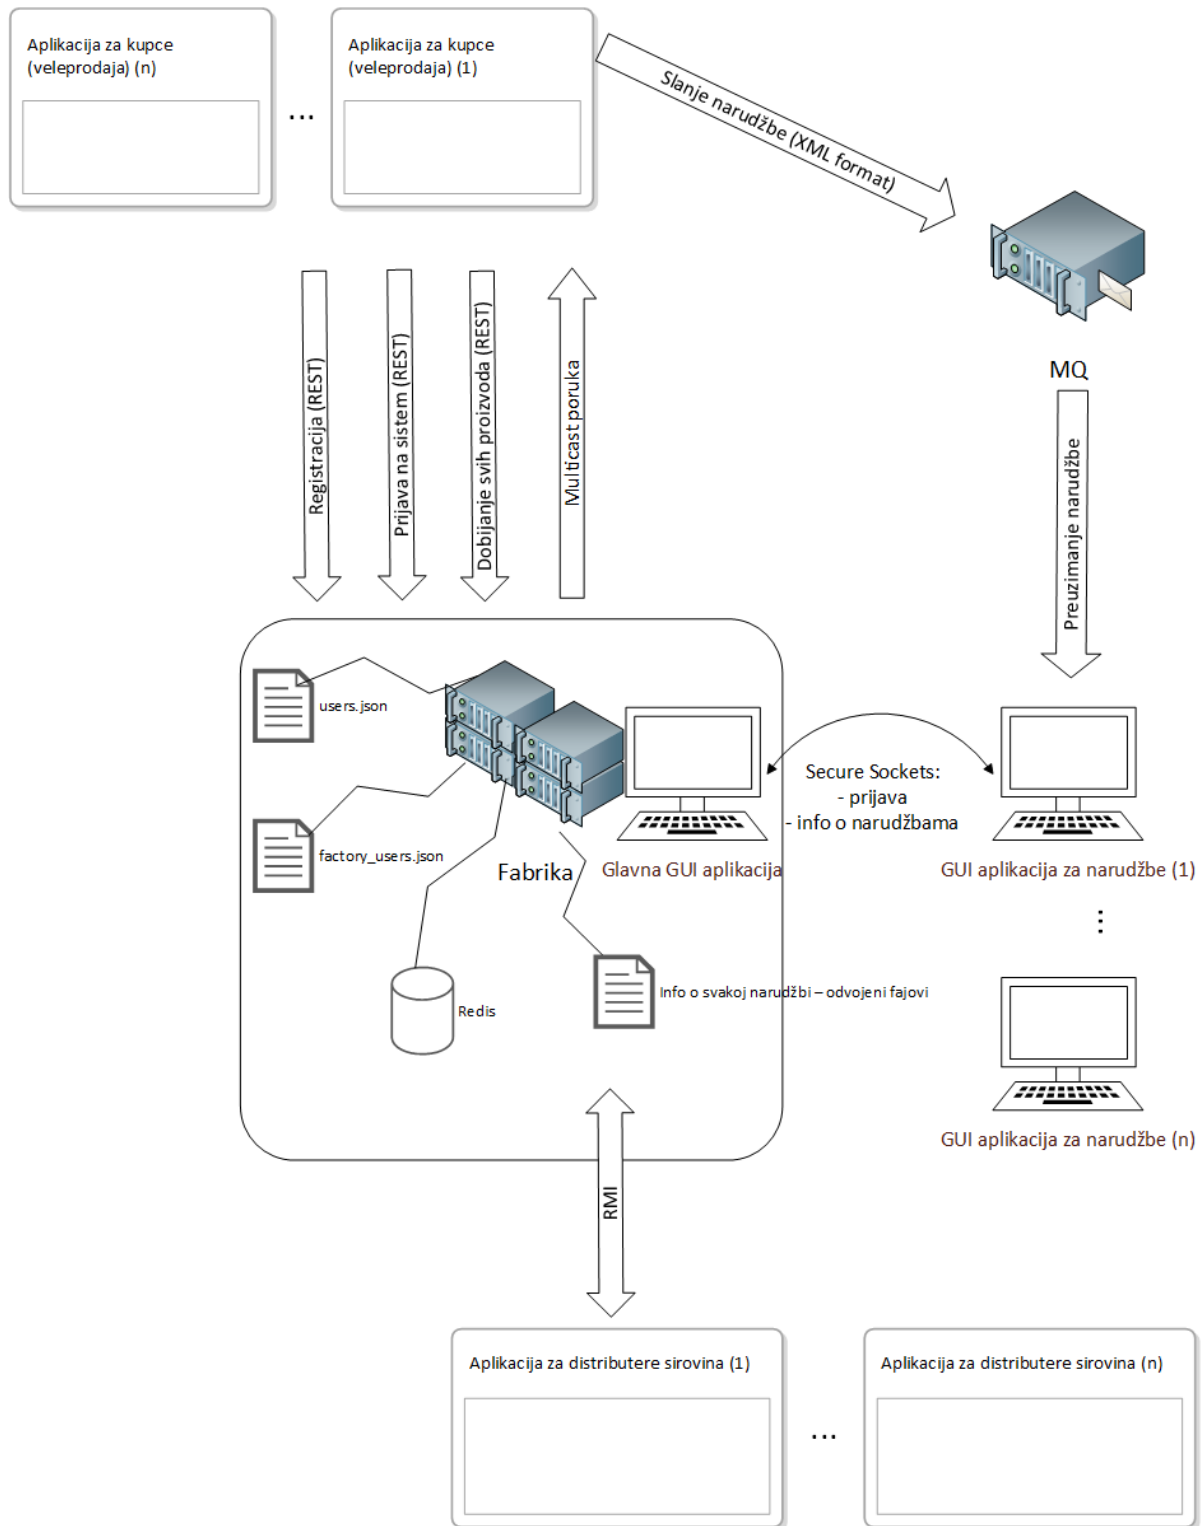 Aplikacija za kupce
(veleprodaja) (n)
...
Aplikacija za kupce
(veleprodaja) (1)
Slanje narudžbe (XML format)
MQ
Registracija (REST)
Prijava na sistem (REST)
Dobijanje svih proizvoda (REST)
Multicast poruka
Preuzimanje narudžbe
users.json
factory_users.json
Fabrika
Glavna GUI aplikacija
Secure Sockets:
- prijava
- info o narudžbama
GUI aplikacija za narudžbe (1)
...
Redis
Info o svakoj narudžbi – odvojeni fajovi
GUI aplikacija za narudžbe (n)
RMI
Aplikacija za distributere sirovina (1)
...
Aplikacija za distributere sirovina (n)